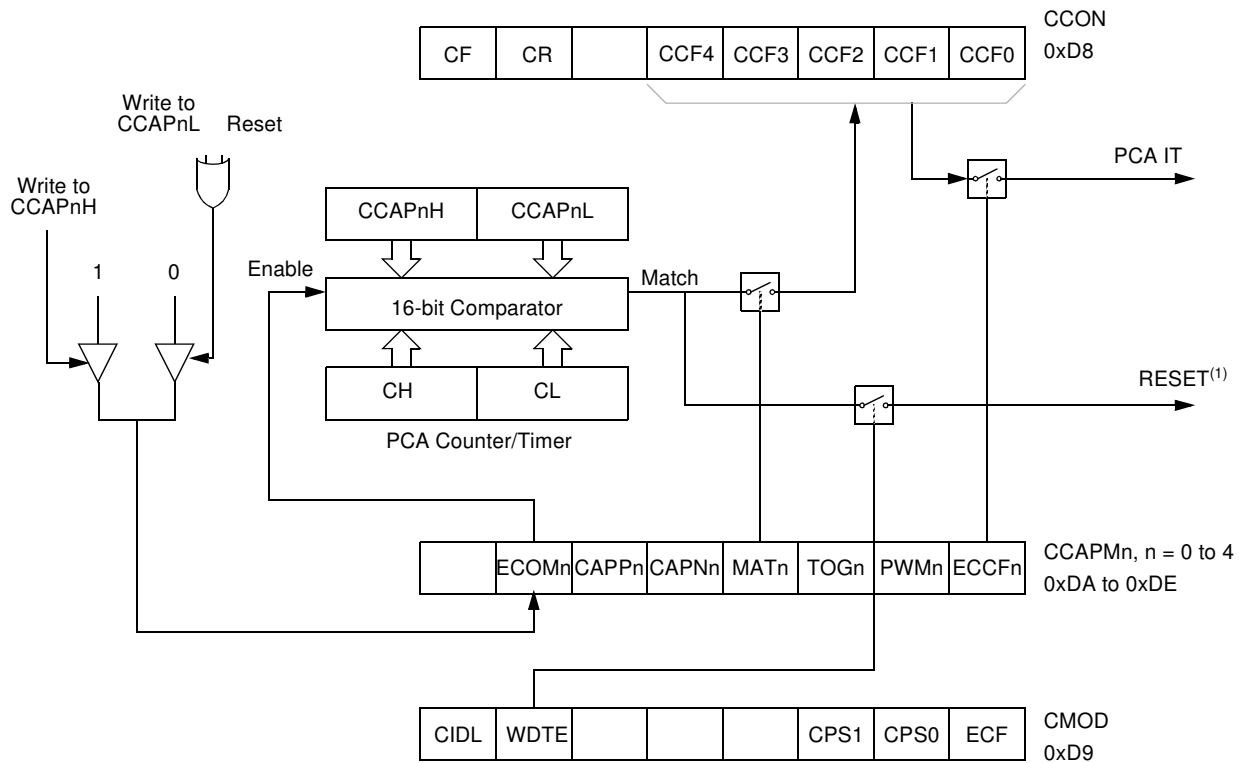 CCON
CF CR CCF4 CCF3 CCF2 CCF1 CCF0
0xD8
Write to
CCAPnL
Reset
PCA IT
Write to
CCAPnH
CCAPnH CCAPnL
1 0
Enable
Match
16-bit Comparator
RESET(1)
CH CL
PCA Counter/Timer
ECOMn CAPPn CAPNn MATn TOGn PWMn ECCFn
CCAPMn, n = 0 to 4
0xDA to 0xDE
CIDL WDTE CPS1 CPS0 ECF
CMOD
0xD9